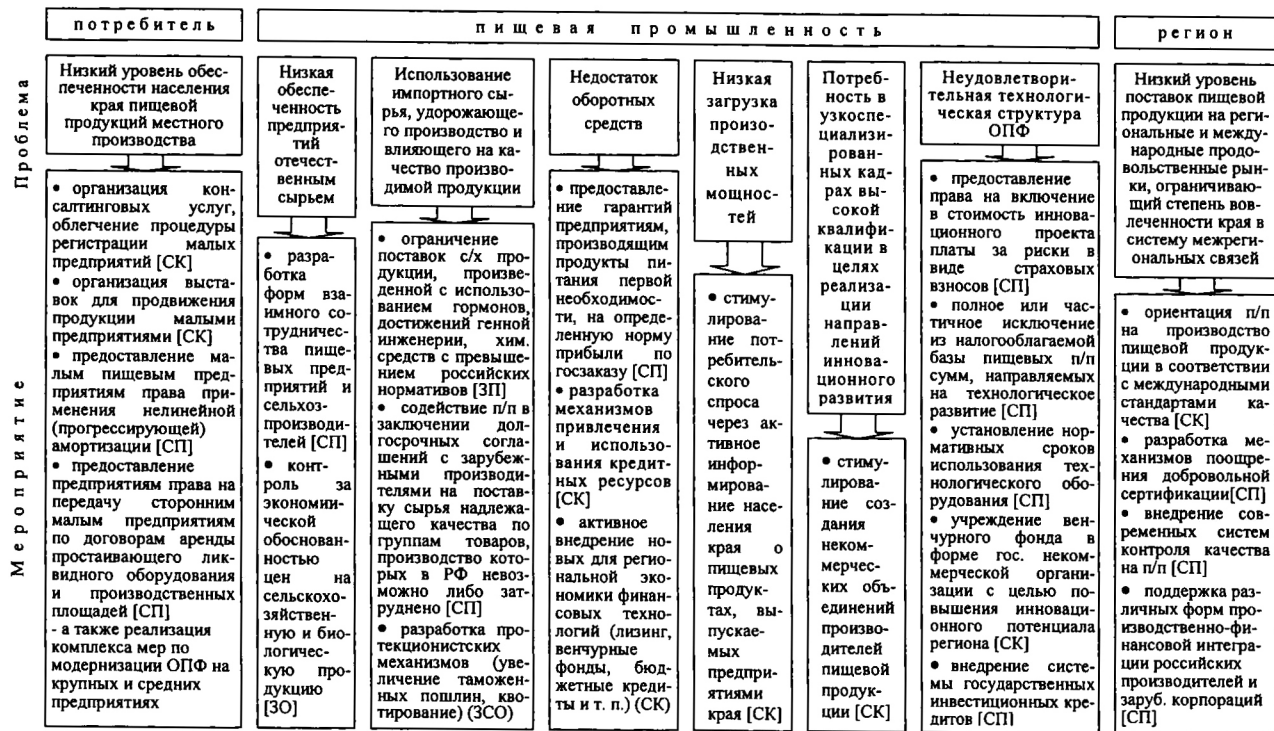 потребитель
пищевая промышленность
регион
Проблема
Мероприятие
Низкий уровень обес-
печенности населения
края пищевой
продукций местного
производства
• организация кон-
салтинговых услуг,
облегчение процедуры
регистрации малых
предприятий [СК]
• организация выста-
вок для продвижения
продукции малыми
предприятиями [СК]
• предоставление ма-
лым пищевым пред-
приятиям права при-
менения нелинейной
(прогрессирующей)
амортизации [СП]
• предоставление
предприятиям права на
передачу сторонним
малым предприятиям
по договорам аренды
простаивающего лик-
видного оборудования
и производственных
площадей [СП]
- а также реализация
комплекса мер по
модернизации ОПФ на
крупных и средних
предприятиях
Низкая
обеспе-
ченность
предприя-
тий
отечест-
венным
сырьем
• разра-
ботка
форм вза-
имного со-
трудничес-
тва пище-
вых пред-
приятий и
сельхоз-
произво-
дителей [СП]
• конт-
роль за
экономии-
ческой
обоснован-
ностью
цен на
сельскохо-
зяйствен-
ную и био-
логичес-
кую про-
дукцию
[ЗО]
Использование
импортного сы-
рья, удорожающе-
го производство и
влияющего на ка-
чество произво-
димой продукции
• ограничение
поставок с/х про-
дукции, произве-
денной с использо-
ванием гормонов,
достижений генной
инженерии, хим.
средств с превыше-
нием российских
нормативов [ЗП]
• содействие п/п в
заключении дол-
госрочных согла-
шений с зарубеж-
ными производи-
телями на постав-
ку сырья надлежа-
щего качества по
группам товаров,
производство кото-
рых в РФ невоз-
можно либо зат-
руднено [СП]
• разработка про-
текционистских
механизмов (уве-
личение таможен-
ных пошлин, кво-
тирование) (ЗСО)
Недостаток
оборотных
средств
• предоставле-
ние гарантий
предприятиям,
производящим
продукты пи-
тания первой
необходимос-
ти, на опреде-
ленную норму
прибыли по
госзаказу [СП]
• разработка
механизмов
привлечения
и использо-
вания кредит-
ных ресурсов
[СК]
• активное
внедрение но-
вых для регио-
нальной эко-
номики финан-
совых техно-
логий (лизинг,
венчурные
фонды, бюд-
жетные креди-
ты и т. п.) (СК)
Низкая
загрузка
произо-
дствен-
ных
мощнос-
тей
• стиму-
лирова-
ние пот-
ребитель-
ского
спроса
через ак-
тивное
инфор-
мирова-
ние насе-
ления
края о
пищевых
продук-
тах, вы-
пускае-
мых
предпри-
ятиями
края [СК]
Потреб-
ность в
узкоспе-
циализи-
рован-
ных кад-
рах вы-
сокой
квалифи-
кации в
целях
реализа-
ции
направ-
лений
иннова-
ционного
развития
• стиму-
лирова-
ние соз-
дания
неком-
мерчес-
ких объ-
единений
произво-
дителей
пищевой
продук-
ции [СК]
Неудовлетвори-
тельная технологи-
ческая структура
ОПФ
• предоставление
права на включение
в стоимость иннова-
ционного проекта
платы за риски в
виде страховых
взносов [СП]
• полное или час-
тичное исключение
из налогооблагаемой
базы пищевых п/п
сумм, направляемых
на технологическое
развитие [СП]
• установление нор-
мативных сроков
использования тех-
нологического обо-
рудования [СП]
• учреждение вен-
чурного фонда в
форме гос. неком-
мерческой органи-
зации с целью по-
вышения инноваци-
онного потенциала
региона [СК]
• внедрение систе-
мы государственных
инвестиционных кре-
дитов [СП]
Низкий уровень
поставок пищевой
продукции на реги-
ональные и между-
народные продо-
вольственные рын-
ки, ограничиваю-
щий степень вов-
леченности края в
систему межреги-
ональных связей
• ориентация п/п
на производство
пищевой продук-
ции в соответствии
с международными
стандартами ка-
чества [СК]
• разработка ме-
ханизмов поощре-
ния добровольной
сертификации[СП]
• внедрение сов-
ременных систем
контроля качества
на п/п [СП]
• поддержка раз-
личных форм про-
изводственно-фи-
нансовой интегра-
ции российских
производителей и
заруб. корпораций
[СП]